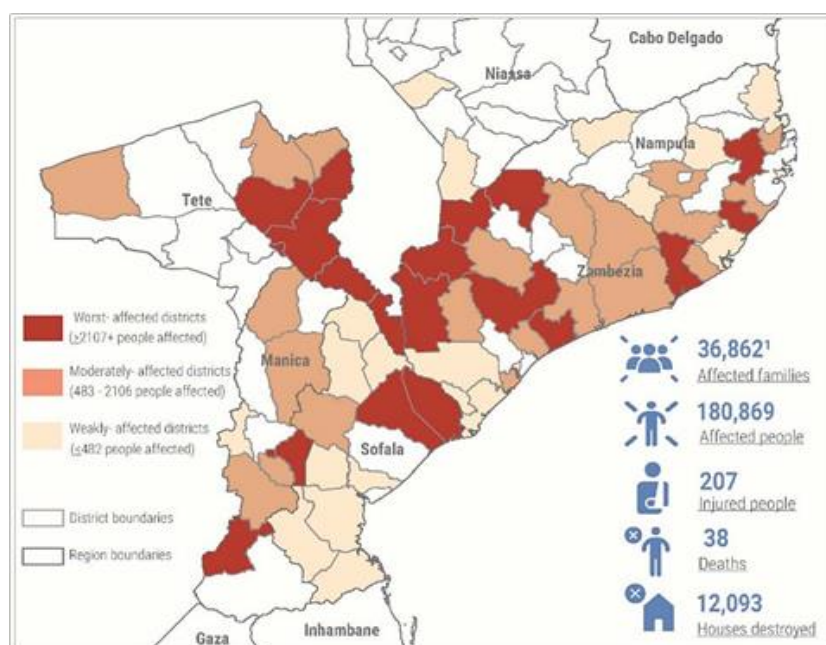 Cabo Delgado
Niassa
Nampula
Tete
Zambezia
Manica
Sofala
Gaza
Inhambane
Worst- affected districts
(≥2107+ people affected)
Moderately- affected districts
(483 - 2106 people affected)
Weakly- affected districts
(≤482 people affected)
District boundaries
Region boundaries
36,862¹
Affected families
180,869
Affected people
207
Injured people
38
Deaths
12,093
Houses destroyed